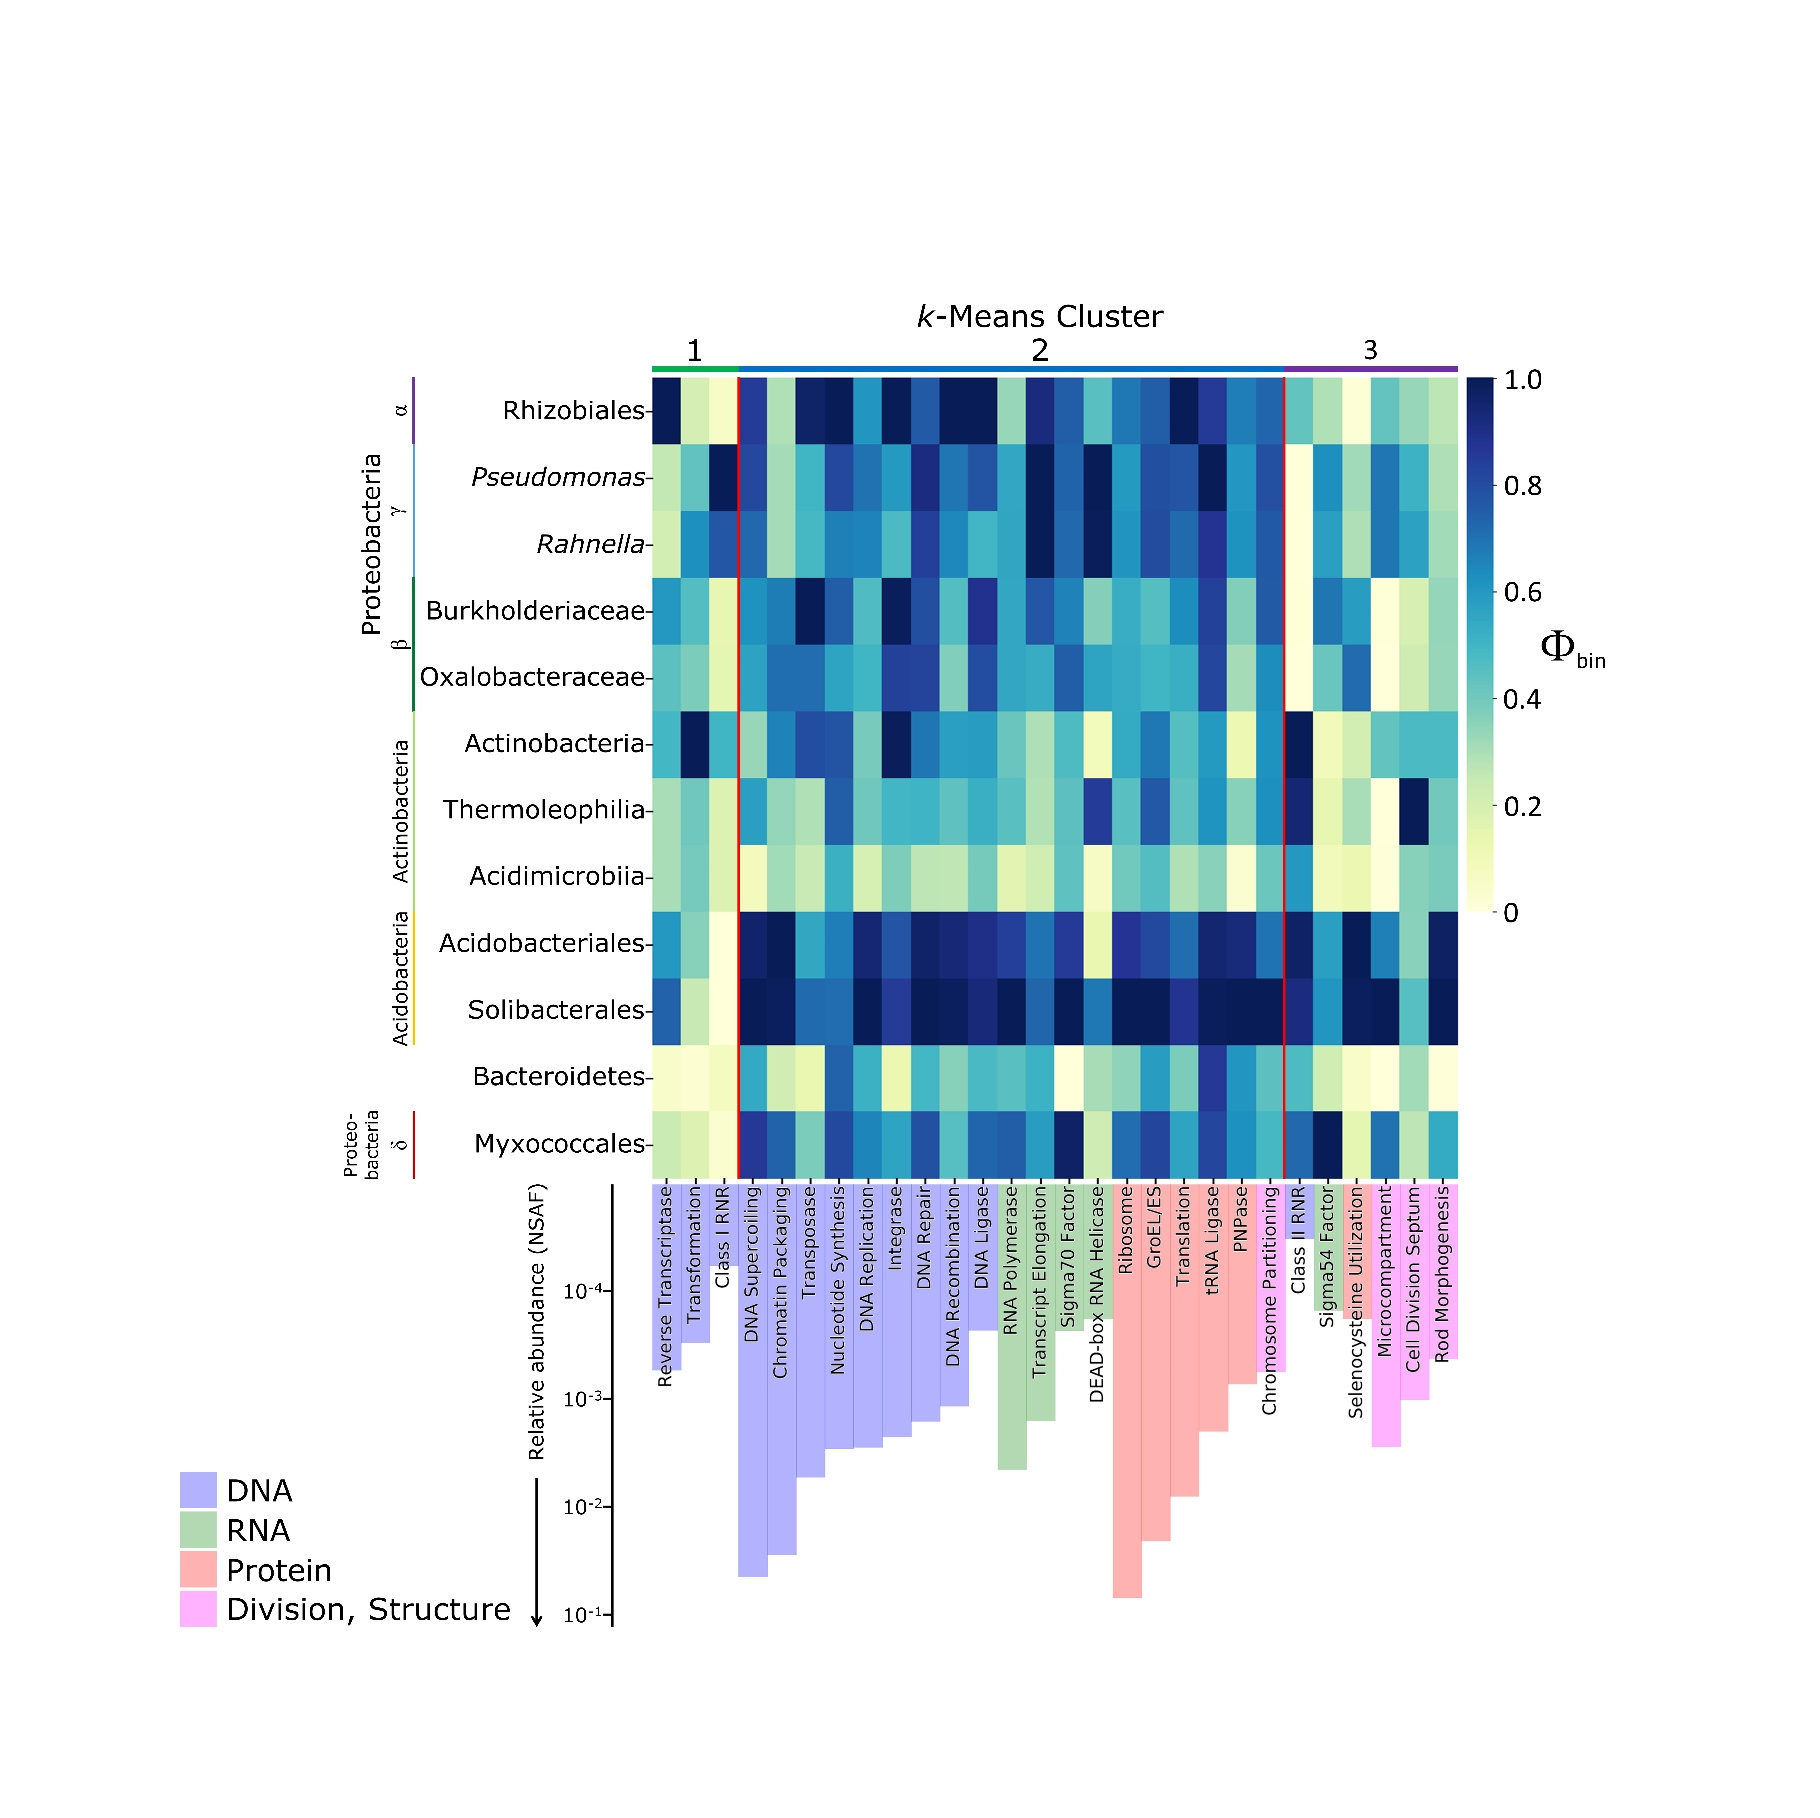 k-Means Cluster
1 2 3
Proteobacteria
α
γ
β
Actinobacteria
Acidobacteria
Proteo-
bacteria
δ
Rhizobiales
Pseudomonas
Rahnella
Burkholderiaceae
Oxalobacteraceae
Actinobacteria
Thermoleophilia
Acidimicrobiia
Acidobacteriales
Solibacterales
Bacteroidetes
Myxococcales
1.0
0.8
0.6
0.4
0.2
0
Φbin
Reverse Transcriptase
Transformation
Class I RNR
DNA Supercoiling
Chromatin Packaging
Transposase
Nucleotide Synthesis
DNA Replication
Integrase
DNA Repair
DNA Recombination
DNA Ligase
RNA Polymerase
Transcript Elongation
Sigma70 Factor
DEAD-box RNA Helicase
Ribosome
GroEL/ES
Translation
tRNA Ligase
PNPase
Chromosome Partitioning
Class II RNR
Sigma54 Factor
Selenocysteine Utilization
Microcompartment
Cell Division Septum
Rod Morphogenesis
Relative abundance (NSAF)
10-4
10-3
10-2
10-1
DNA
RNA
Protein
Division, Structure